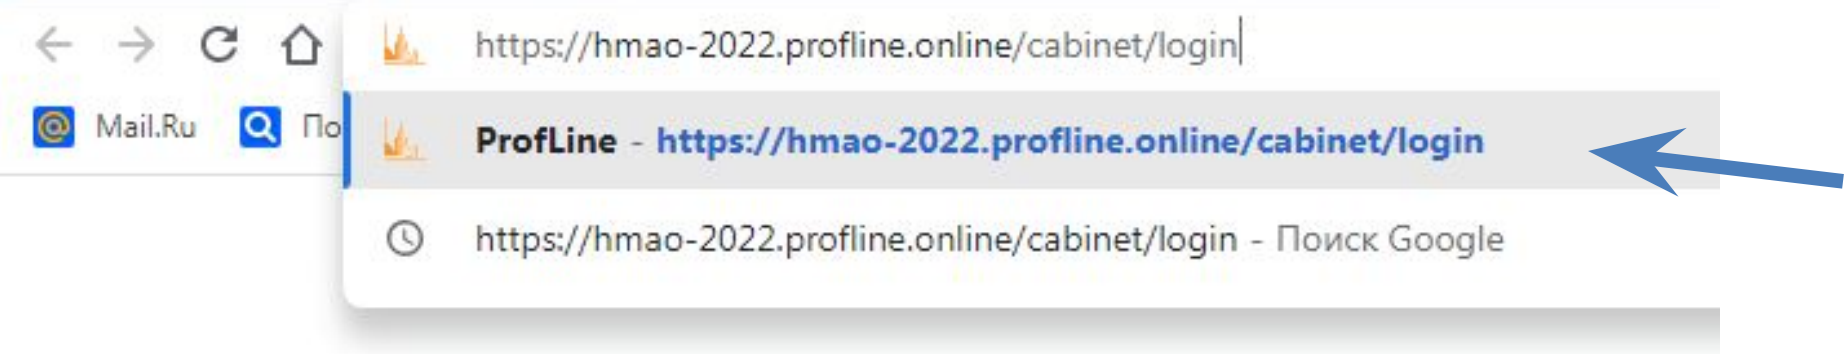 https://hmao-2022.profline.online/cabinet/login
Mail.Ru По
ProfLine - https://hmao-2022.profline.online/cabinet/login
https://hmao-2022.profline.online/cabinet/login - Поиск Google